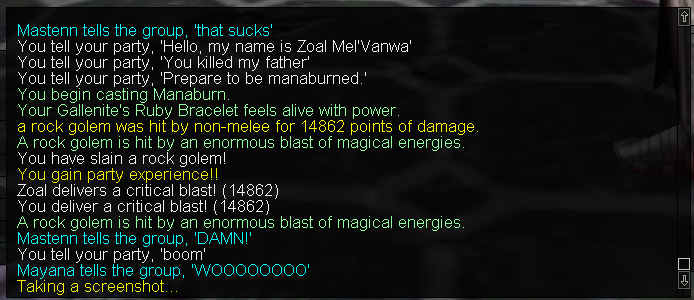 Mastenn tells the group, 'that sucks'
You tell your party, 'Hello, my name is Zoal Mel'Vanwa'
You tell your party, 'You killed my father'
You tell your party, 'Prepare to be manaburned.'
You begin casting Manaburn.
Your Gallenite's Ruby Bracelet feels alive with power.
a rock golem was hit by non-melee for 14862 points of damage.
A rock golem is hit by an enormous blast of magical energies.
You have slain a rock golem!
You gain party experience!!
Zoal delivers a critical blast! (14862)
You deliver a critical blast! (14862)
A rock golem is hit by an enormous blast of magical energies.
Mastenn tells the group, 'DAMN!'
You tell your party, 'boom'
Mayana tells the group, 'WOOOOOOOO'
Taking a screenshot...